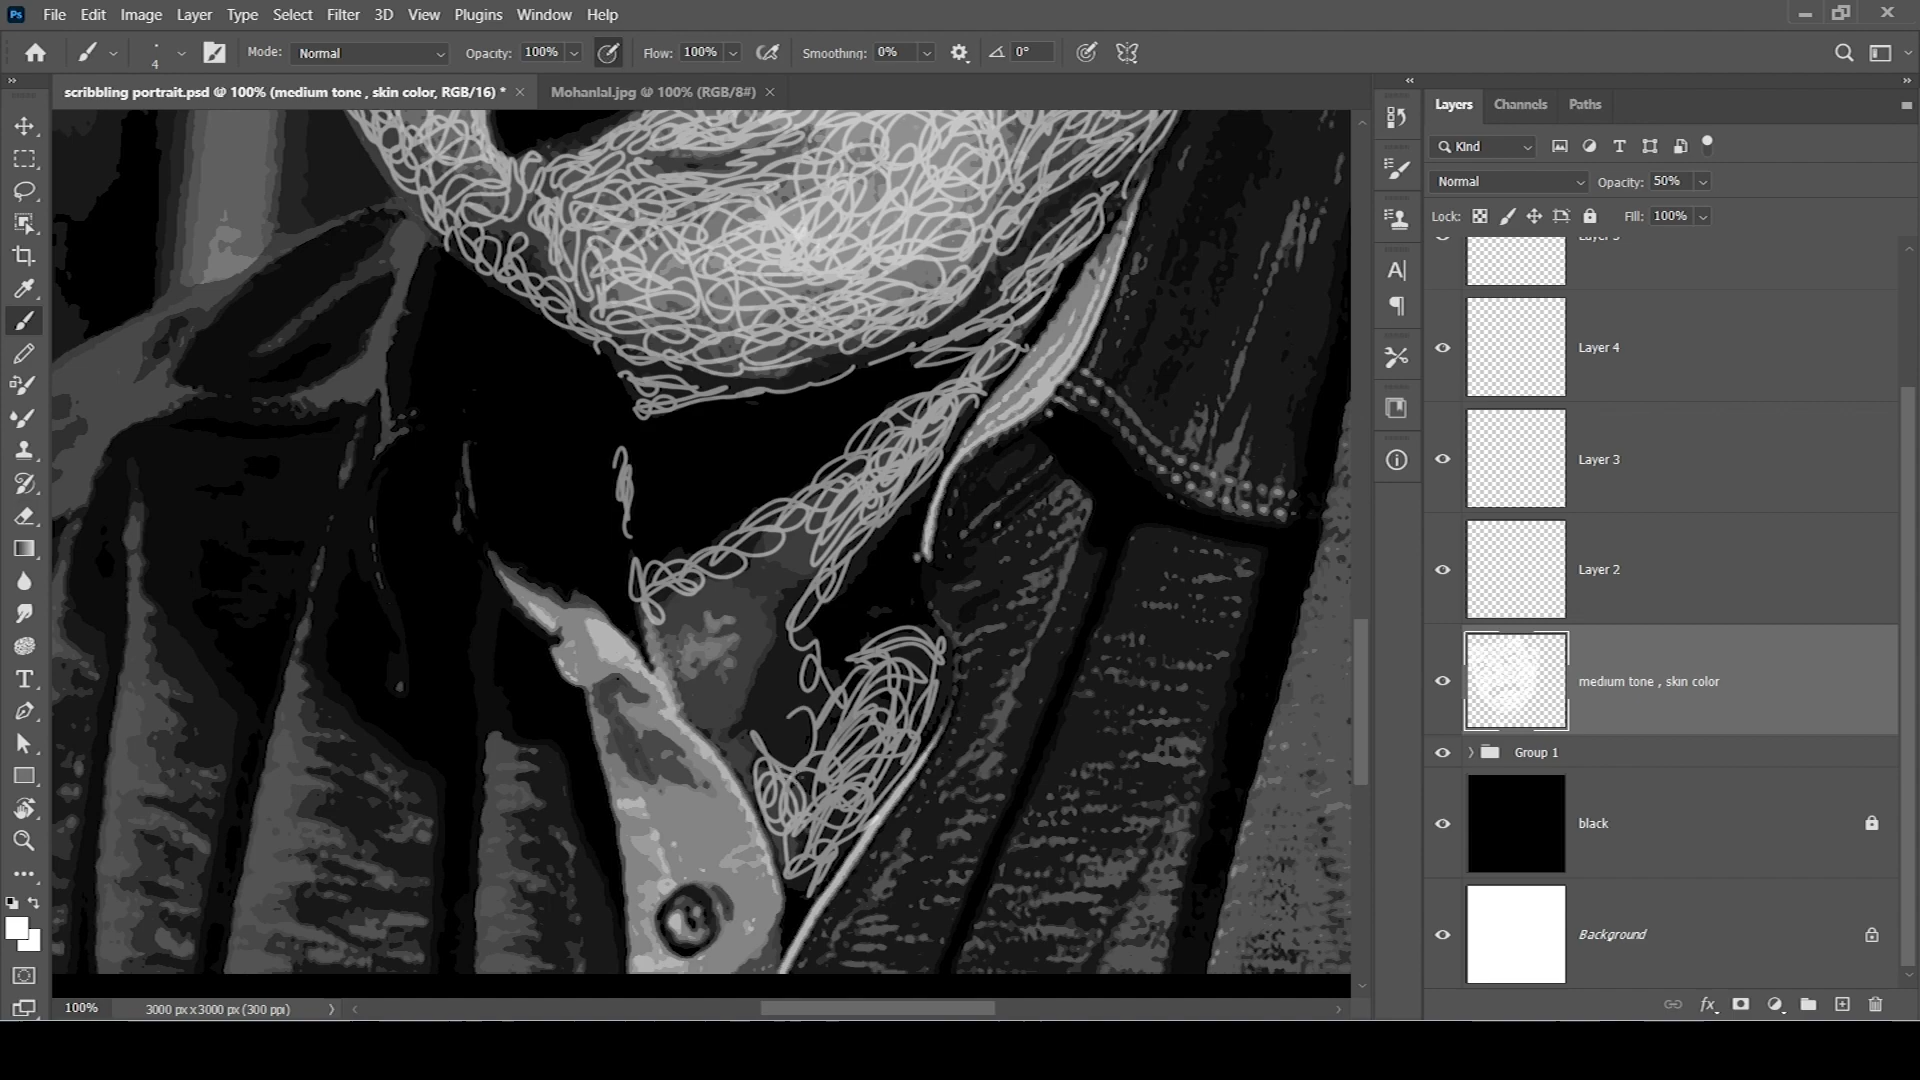 Ps File Edit Image Layer Type Select Filter 3D View Plugins Window Help
4 Mode: Normal Opacity: 100% Flow: 100% Smoothing: 0% 0°
scribbling portrait.psd @ 100% (medium tone , skin color, RGB/16) * Mohanlal.jpg @ 100% (RGB/8#)
Layers Channels Paths
Kind
Normal Opacity: 50%
Lock: Fill: 100%
Layer 4
Layer 3
Layer 2
medium tone , skin color
Group 1
black
Background
100% 3000 px x 3000 px (300 ppi)